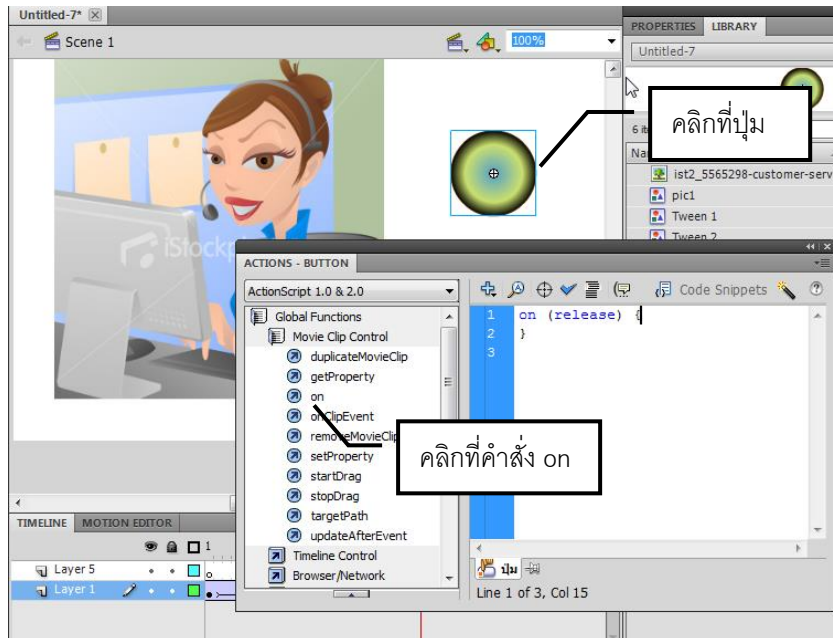 Untitled-7*
Scene 1
100%
PROPERTIES LIBRARY
Untitled-7
คลิกที่ปุ่ม
6 it
Na
ist2_5565298-customer-serv
pic1
Tween 1
Tween 2
iStockp
ACTIONS - BUTTON
ActionScript 1.0 & 2.0
Code Snippets
Global Functions
Movie Clip Control
duplicateMovieClip
getProperty
on
onClipEvent
removeMovieClip
setProperty
startDrag
stopDrag
targetPath
updateAfterEvent
Timeline Control
Browser/Network
1 on (release) {
2 }
3
คลิกที่คำสั่ง on
TIMELINE MOTION EDITOR
1
Layer 5
Layer 1
ปุ่ม
Line 1 of 3, Col 15